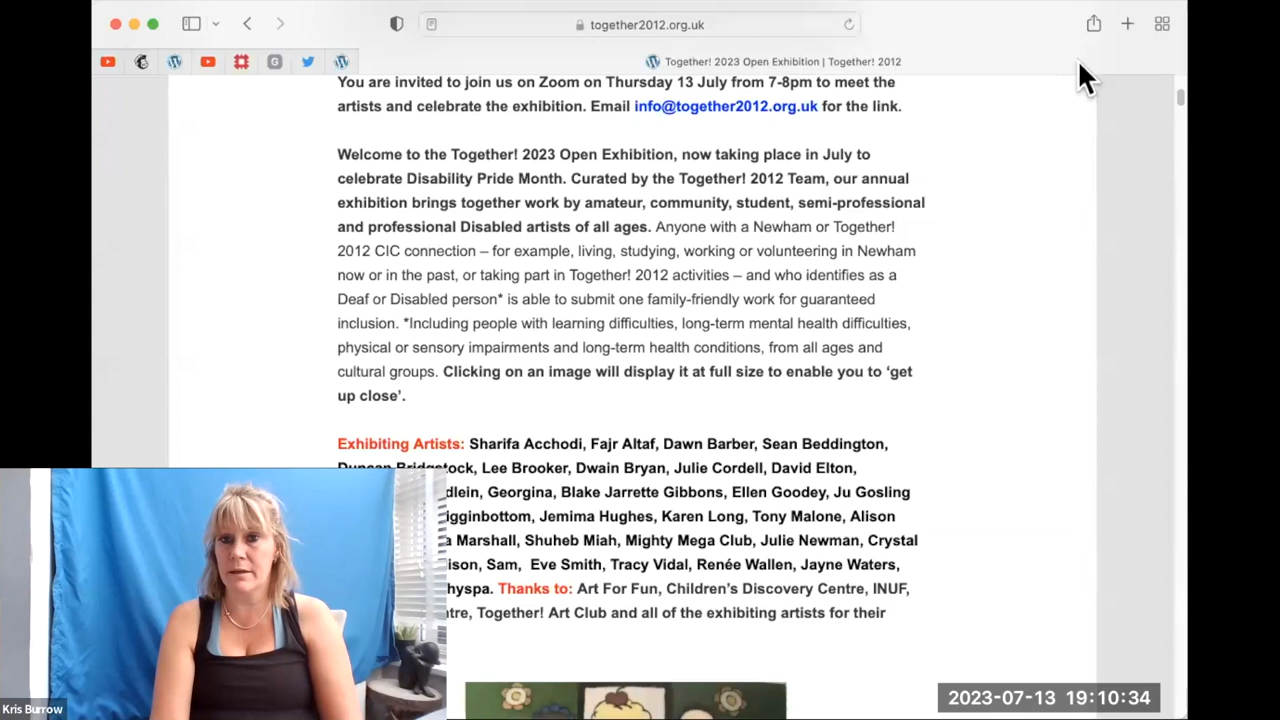 together2012.org.uk
Together! 2023 Open Exhibition | Together! 2012
You are invited to join us on Zoom on Thursday 13 July from 7-8pm to meet the
artists and celebrate the exhibition. Email info@together2012.org.uk for the link.
Welcome to the Together! 2023 Open Exhibition, now taking place in July to
celebrate Disability Pride Month. Curated by the Together! 2012 Team, our annual
exhibition brings together work by amateur, community, student, semi-professional
and professional Disabled artists of all ages. Anyone with a Newham or Together!
2012 CIC connection – for example, living, studying, working or volunteering in Newham
now or in the past, or taking part in Together! 2012 activities – and who identifies as a
Deaf or Disabled person* is able to submit one family-friendly work for guaranteed
inclusion. *Including people with learning difficulties, long-term mental health difficulties,
physical or sensory impairments and long-term health conditions, from all ages and
cultural groups. Clicking on an image will display it at full size to enable you to ‘get
up close’.
Exhibiting Artists: Sharifa Acchodi, Fajr Altaf, Dawn Barber, Sean Beddington,
Duncan Bridgstock, Lee Brooker, Dwain Bryan, Julie Cordell, David Elton,
dlein, Georgina, Blake Jarrette Gibbons, Ellen Goodey, Ju Gosling
igginbottom, Jemima Hughes, Karen Long, Tony Malone, Alison
a Marshall, Shuheb Miah, Mighty Mega Club, Julie Newman, Crystal
ison, Sam, Eve Smith, Tracy Vidal, Renée Wallen, Jayne Waters,
hyspa. Thanks to: Art For Fun, Children’s Discovery Centre, INUF,
tre, Together! Art Club and all of the exhibiting artists for their
Kris Burrow
2023-07-13 19:10:34